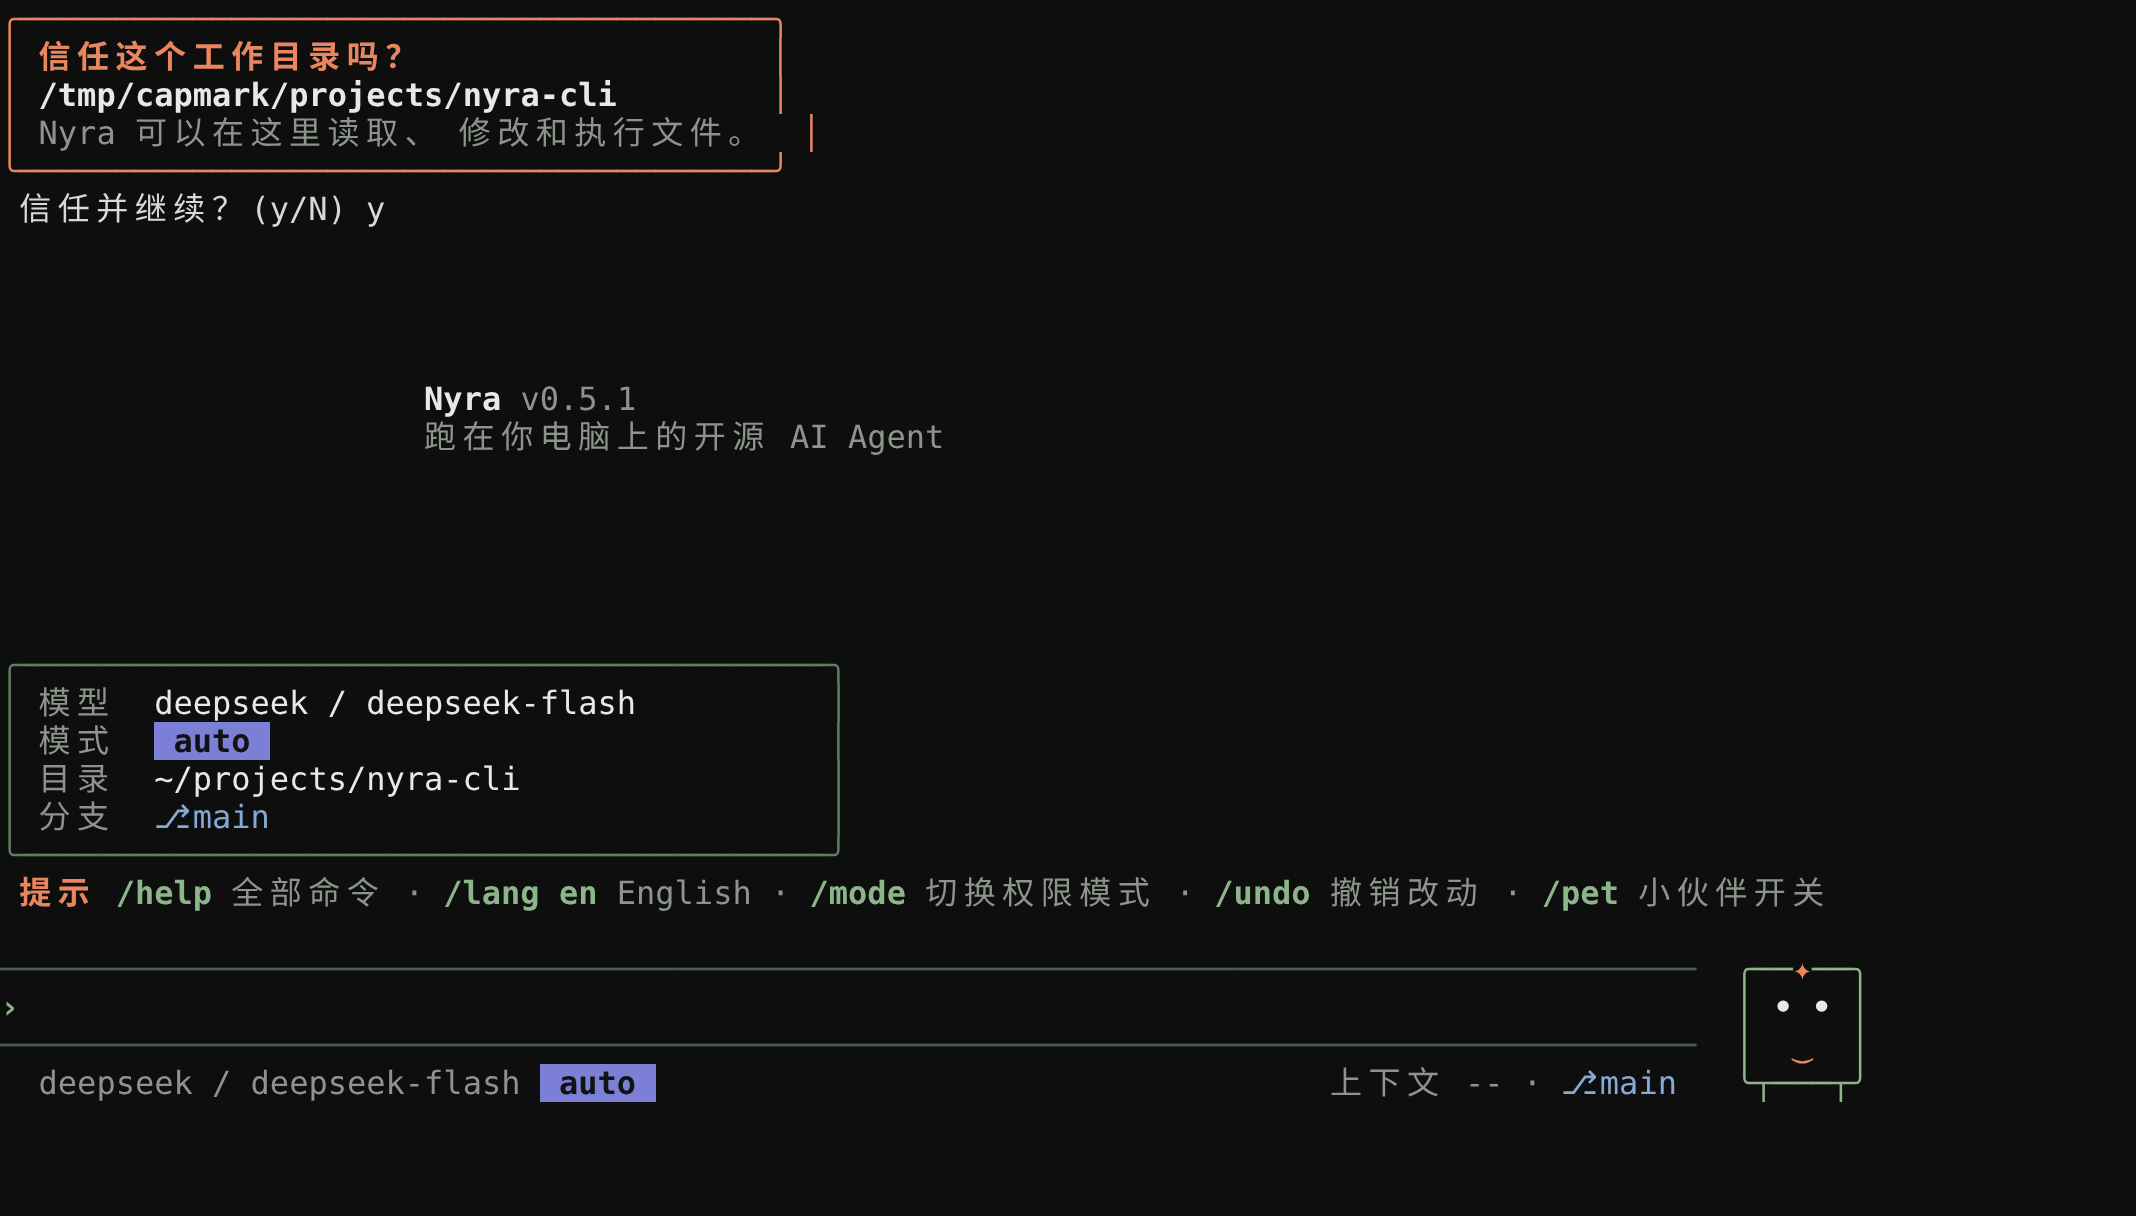 信任这个工作目录吗？
/tmp/capmark/projects/nyra-cli
Nyra 可以在这里读取、 修改和执行文件。
信任并继续？(y/N) y
Nyra v0.5.1
跑在你电脑上的开源 AI Agent
模型 deepseek / deepseek-flash
模式 auto
目录 ~/projects/nyra-cli
分支 ⎇main
提示 /help 全部命令 · /lang en English · /mode 切换权限模式 · /undo 撤销改动 · /pet 小伙伴开关
›
deepseek / deepseek-flash auto 上下文 -- · ⎇main